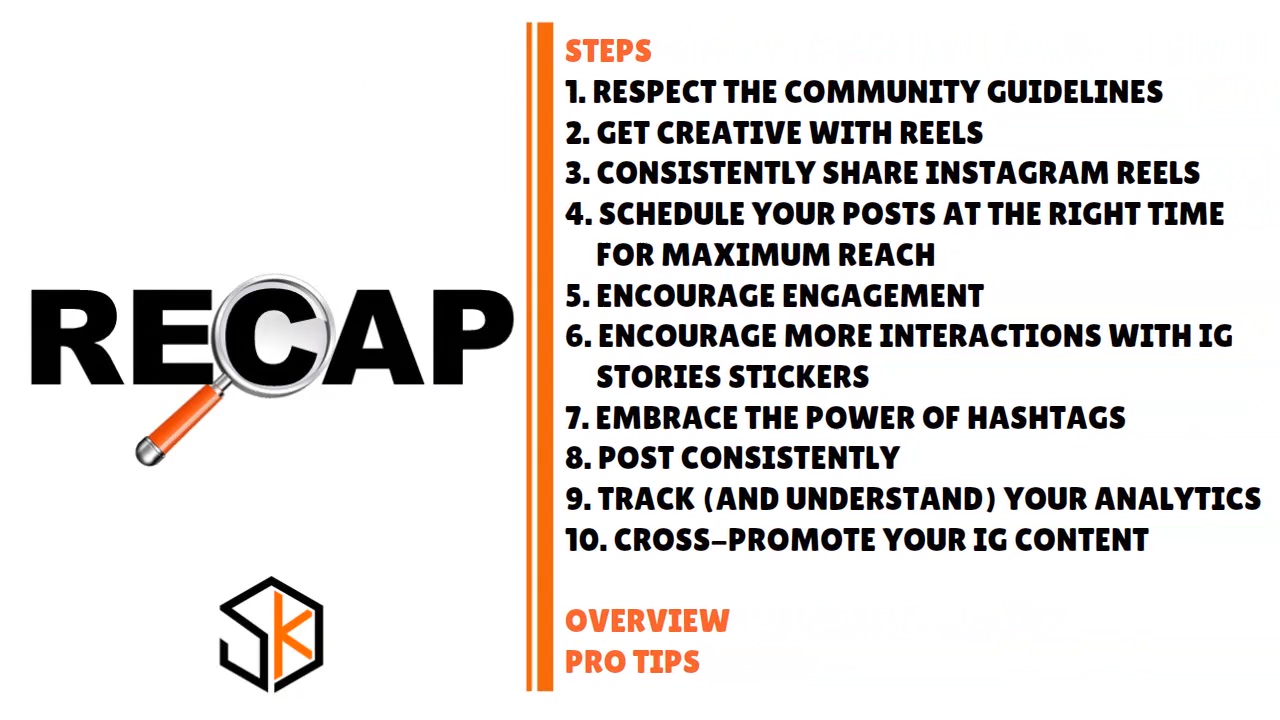 RECAP
SK
STEPS
1. RESPECT THE COMMUNITY GUIDELINES
2. GET CREATIVE WITH REELS
3. CONSISTENTLY SHARE INSTAGRAM REELS
4. SCHEDULE YOUR POSTS AT THE RIGHT TIME
FOR MAXIMUM REACH
5. ENCOURAGE ENGAGEMENT
6. ENCOURAGE MORE INTERACTIONS WITH IG
STORIES STICKERS
7. EMBRACE THE POWER OF HASHTAGS
8. POST CONSISTENTLY
9. TRACK (AND UNDERSTAND) YOUR ANALYTICS
10. CROSS–PROMOTE YOUR IG CONTENT
OVERVIEW
PRO TIPS